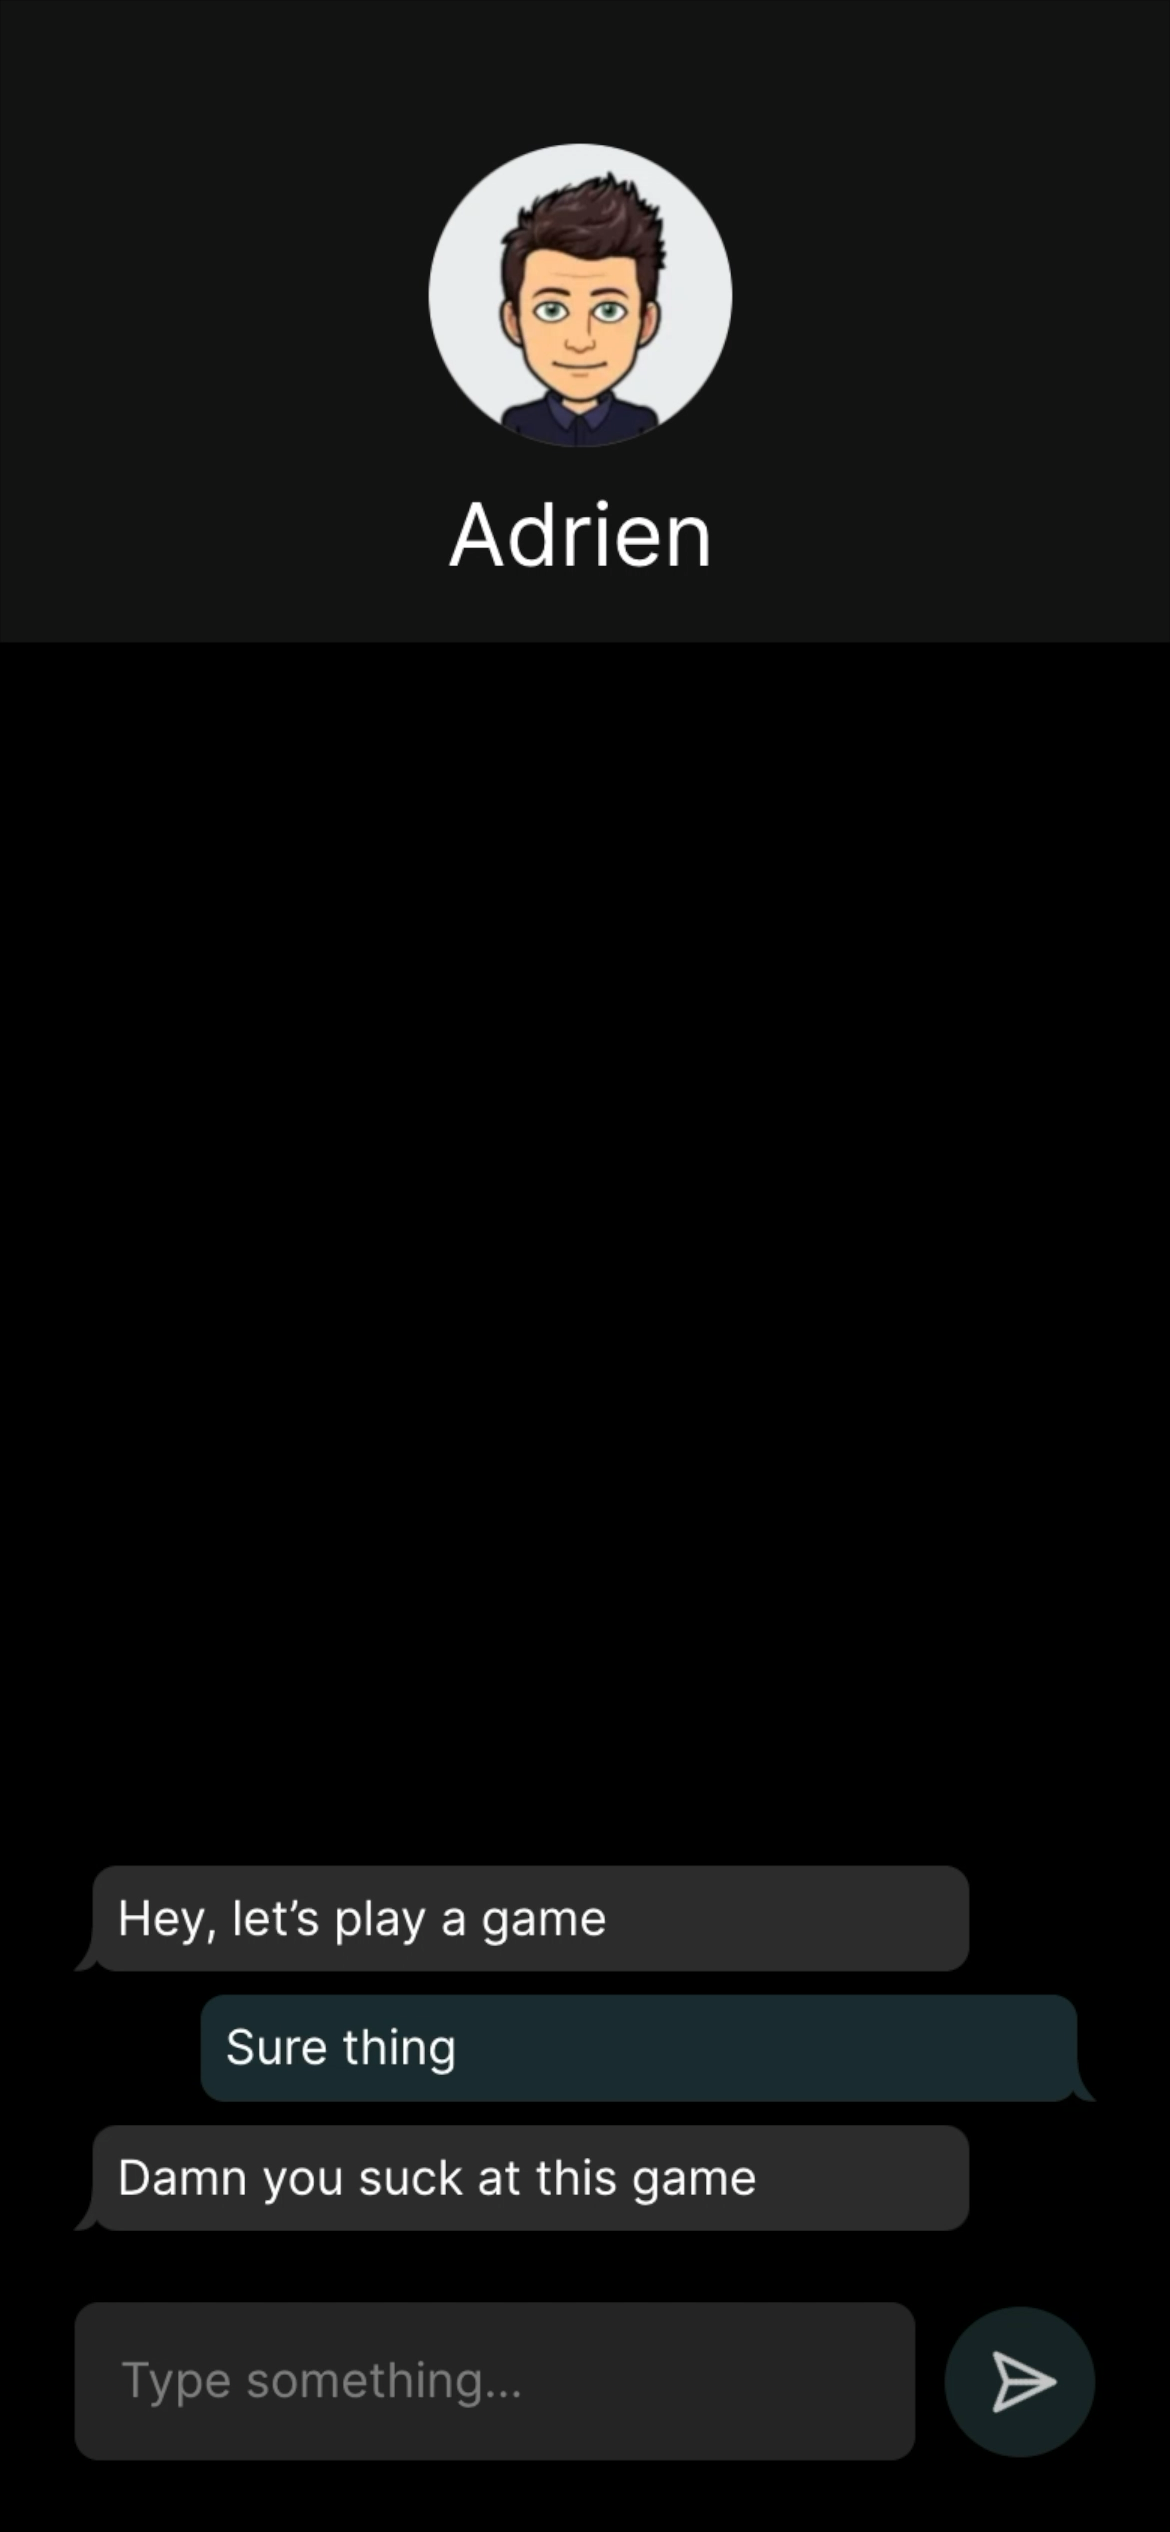 Adrien
Hey, let’s play a game
Sure thing
Damn you suck at this game
Type something...